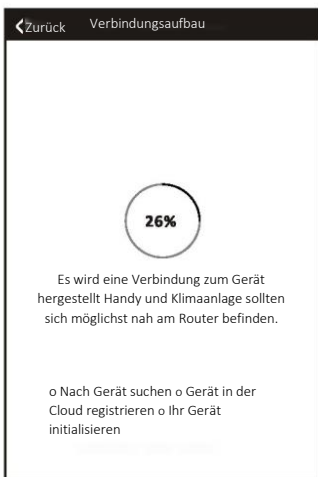 Zurück Verbindungsaufbau
26%
Es wird eine Verbindung zum Gerät
hergestellt Handy und Klimaanlage sollten
sich möglichst nah am Router befinden.
o Nach Gerät suchen o Gerät in der
Cloud registrieren o Ihr Gerät
initialisieren